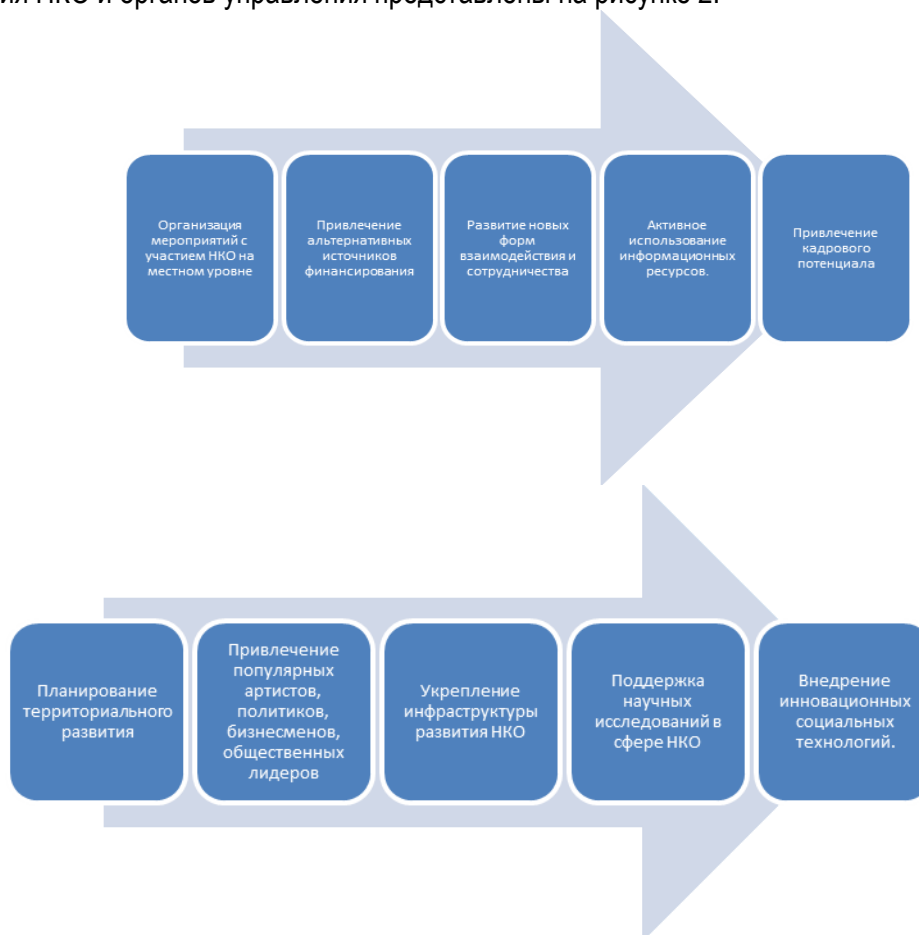 ия НКО и органов управления представлены на рисунке 2.
Организация
мероприятий с
участием НКО на
местном уровне
Привлечение
альтернативных
источников
финансирования
Развитие новых
форм
взаимодействия и
сотрудничества
Активное
использование
информационных
ресурсов.
Привлечение
кадрового
потенциала
Планирование
территориального
развития
Привлечение
популярных
артистов,
политиков,
бизнесменов,
общественных
лидеров
Укрепление
инфраструктуры
развития НКО
Поддержка
научных
исследований в
сфере НКО
Внедрение
инновационных
социальных
технологий.